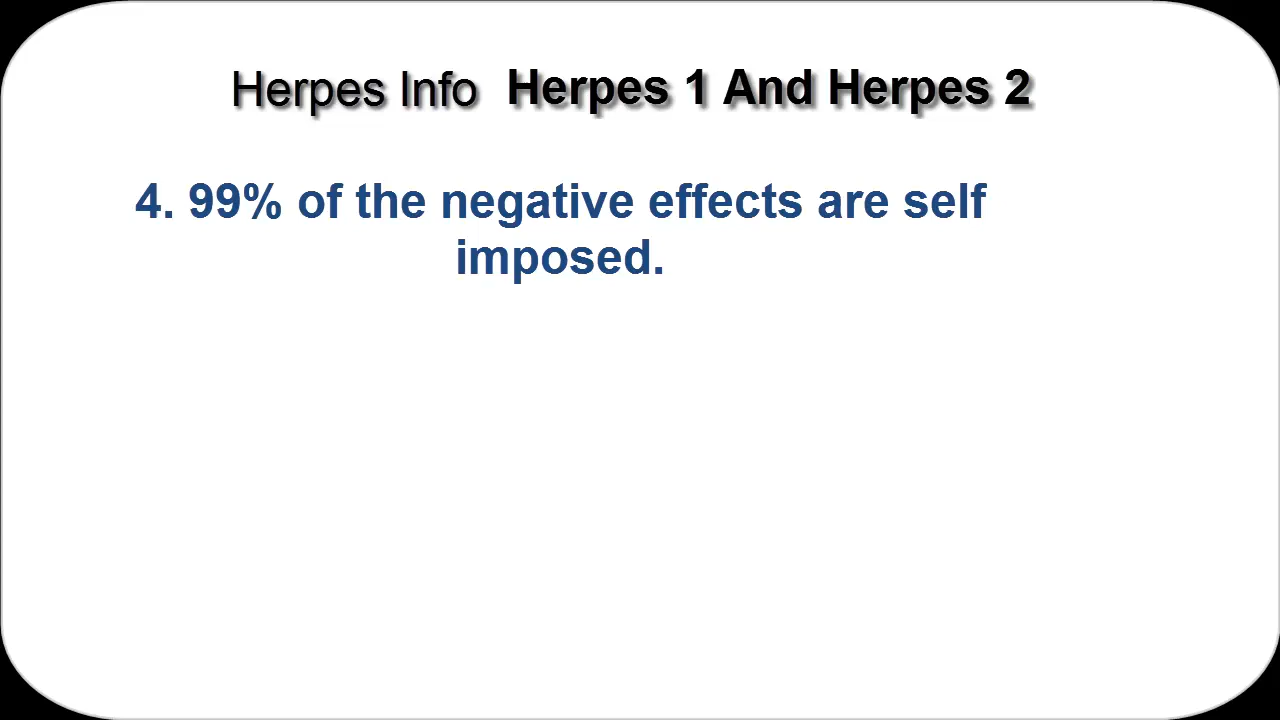 Herpes Info Herpes 1 And Herpes 2
4. 99% of the negative effects are self
imposed.